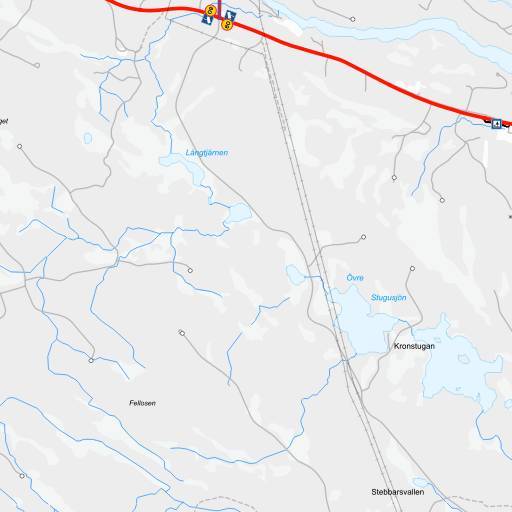 Långtjärnen
Övre
Stugusjön
Kronstugan
Fellosen
Stebbarsvallen